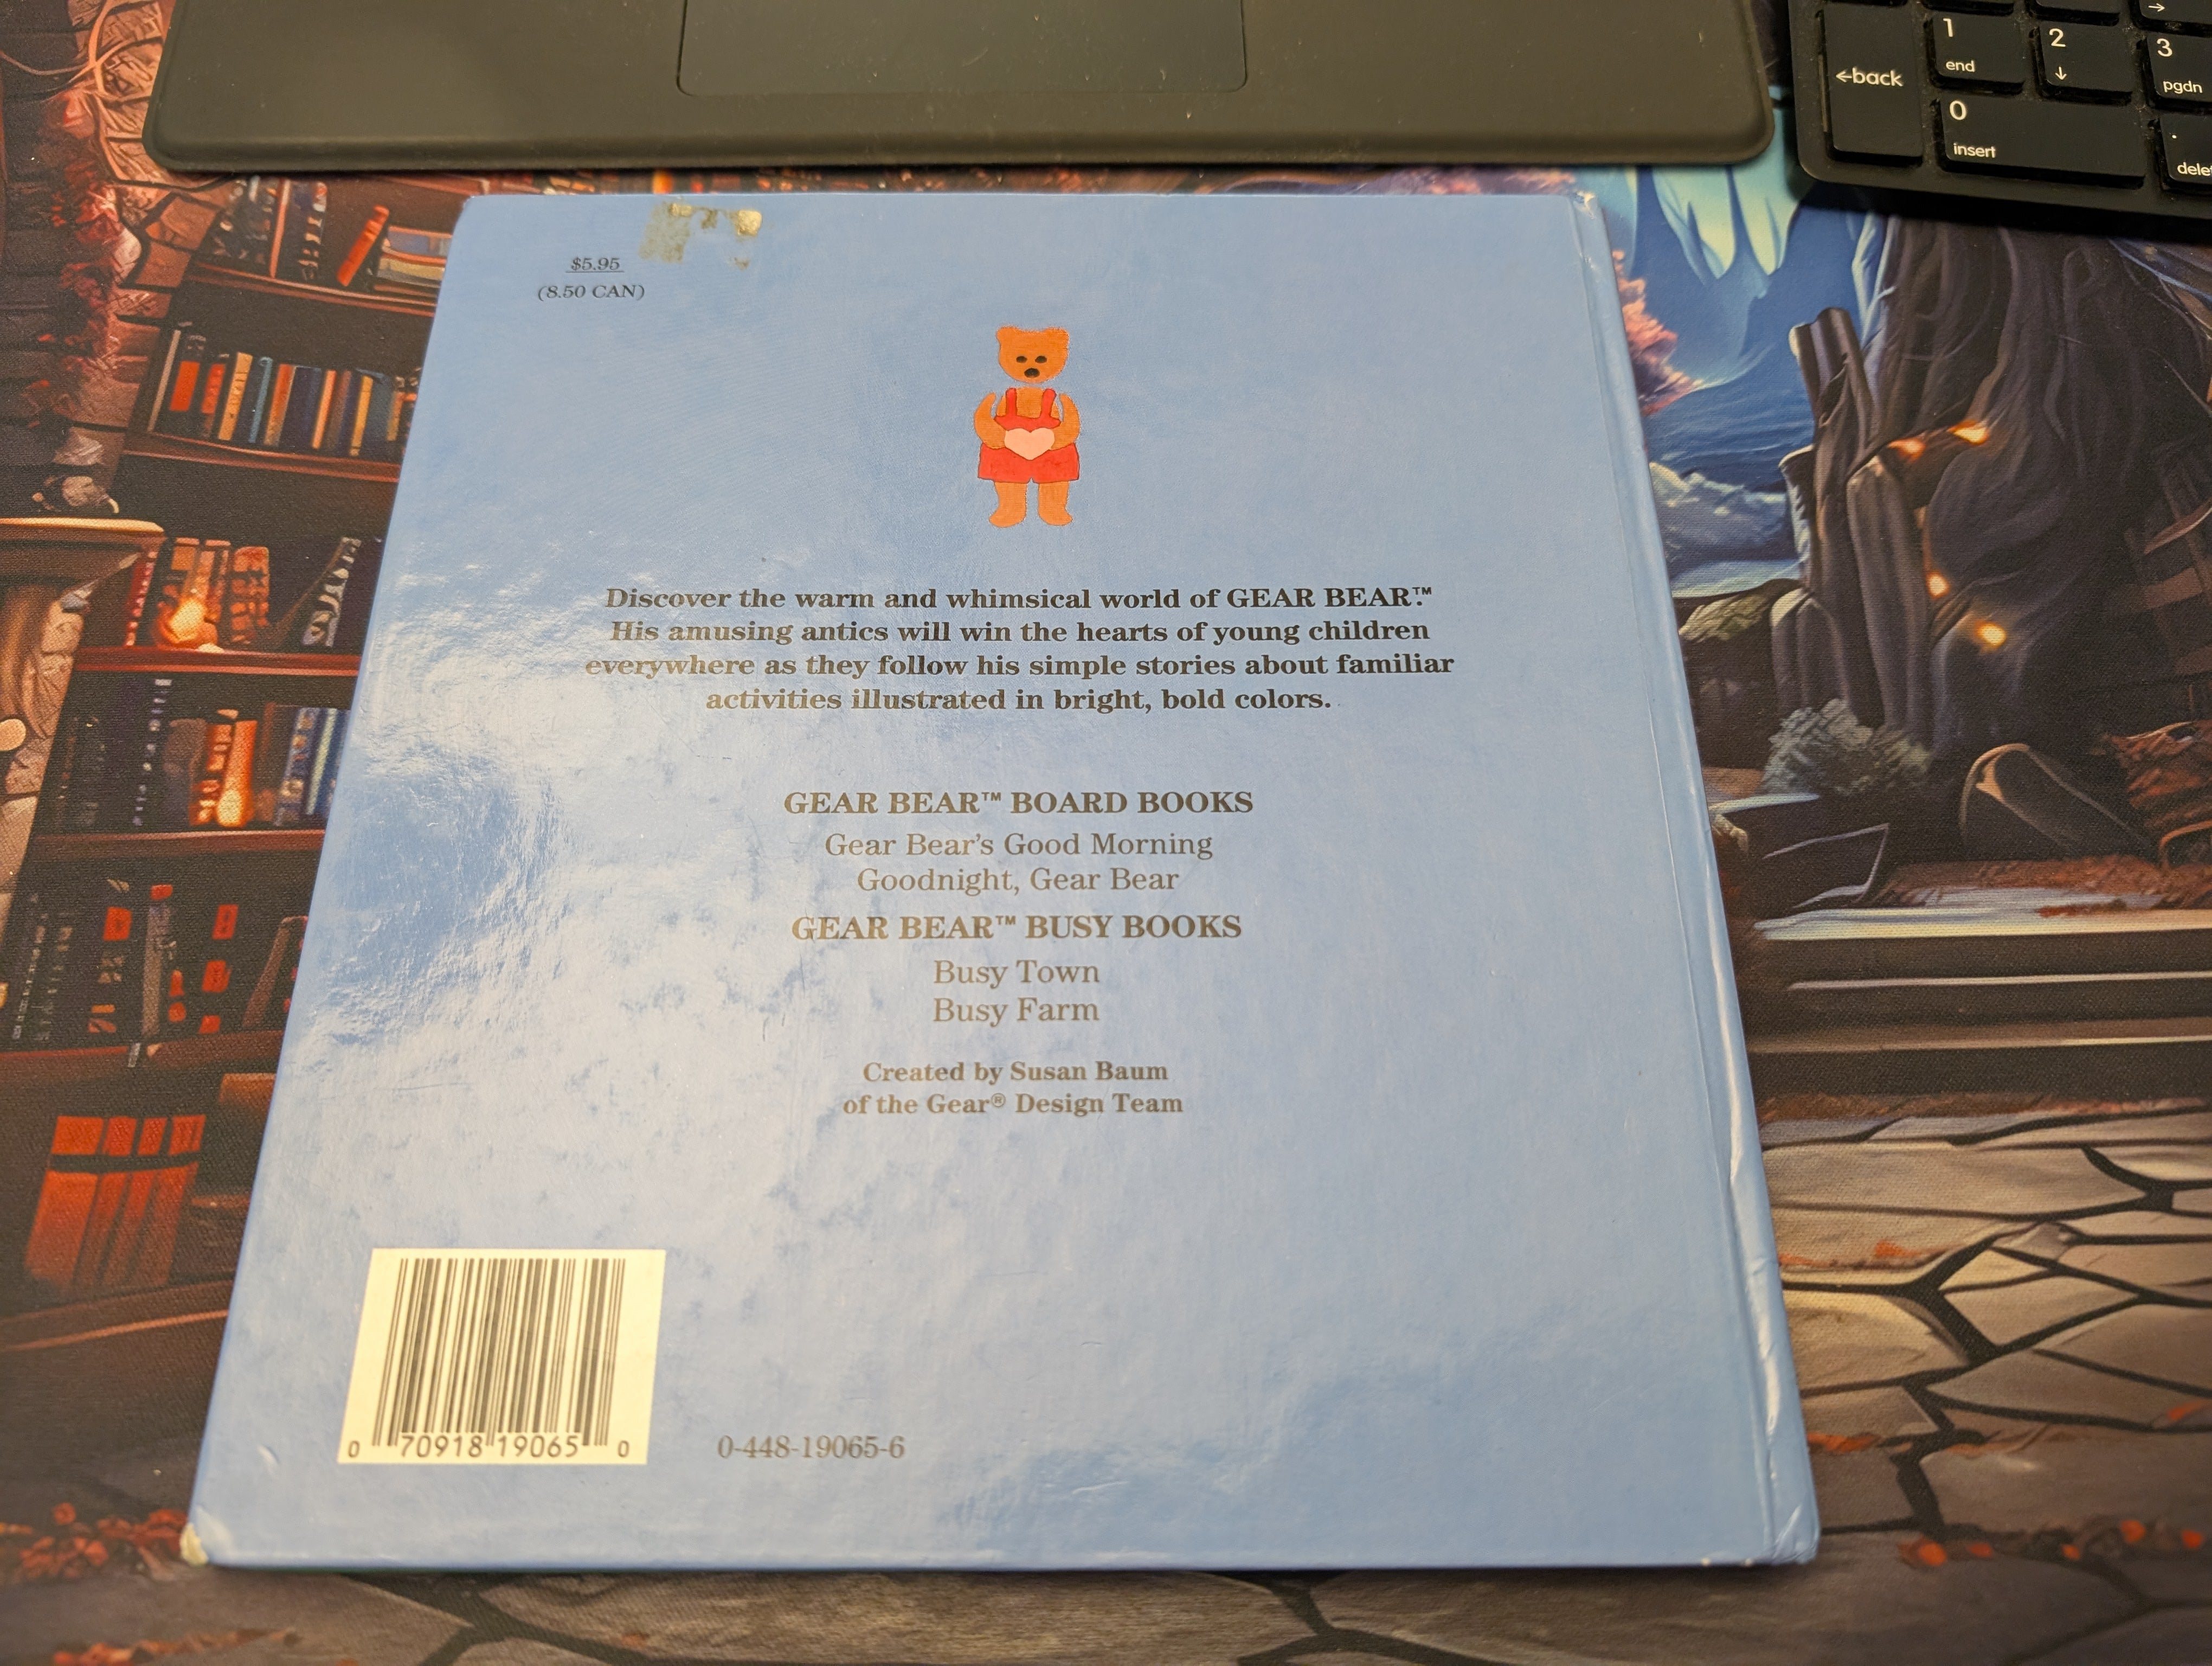 ←back
1
end
2
↓
3
pgdn
→
0
insert
.
$5.95
(8.50 CAN)
Discover the warm and whimsical world of GEAR BEAR.™
His amusing antics will win the hearts of young children
everywhere as they follow his simple stories about familiar
activities illustrated in bright, bold colors.
GEAR BEAR™ BOARD BOOKS
Gear Bear's Good Morning
Goodnight, Gear Bear
GEAR BEAR™ BUSY BOOKS
Busy Town
Busy Farm
Created by Susan Baum
of the Gear® Design Team
0 70918 19065 0
0-448-19065-6